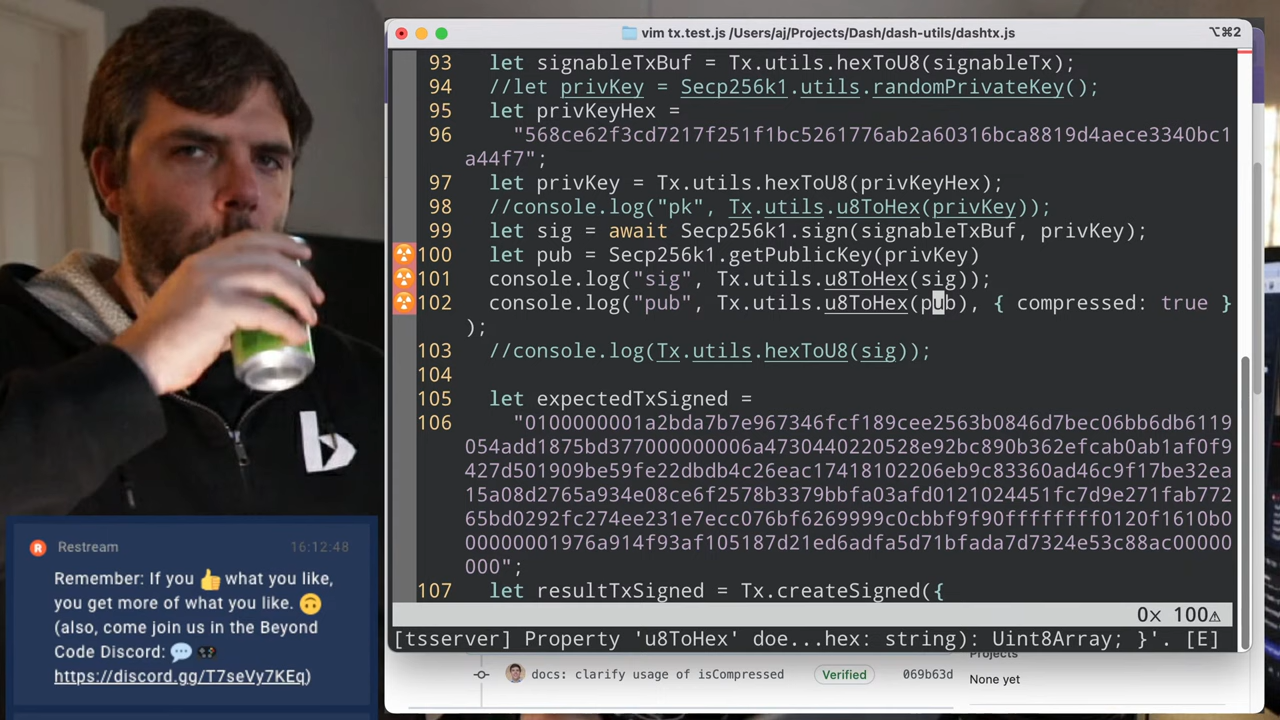 vim tx.test.js /Users/aj/Projects/Dash/dash-utils/dashtx.js
⌥⌘2
93 let signableTxBuf = Tx.utils.hexToU8(signableTx);
94 //let privKey = Secp256k1.utils.randomPrivateKey();
95 let privKeyHex =
96 "568ce62f3cd7217f251f1bc5261776ab2a60316bca8819d4aece3340bc1
a44f7";
97 let privKey = Tx.utils.hexToU8(privKeyHex);
98 //console.log("pk", Tx.utils.u8ToHex(privKey));
99 let sig = await Secp256k1.sign(signableTxBuf, privKey);
100 let pub = Secp256k1.getPublicKey(privKey)
101 console.log("sig", Tx.utils.u8ToHex(sig));
102 console.log("pub", Tx.utils.u8ToHex(pub), { compressed: true }
);
103 //console.log(Tx.utils.hexToU8(sig));
104
105 let expectedTxSigned =
106 "0100000001a2bda7b7e967346fcf189cee2563b0846d7bec06bb6db6119
054add1875bd377000000006a4730440220528e92bc890b362efcab0ab1af0f9
427d501909be59fe22dbdb4c26eac17418102206eb9c83360ad46c9f17be32ea
15a08d2765a934e08ce6f2578b3379bbfa03afd0121024451fc7d9e271fab772
65bd0292fc274ee231e7ecc076bf6269999c0cbbf9f90ffffffff0120f1610b0
00000001976a914f93af105187d21ed6adfa5d71bfada7d7324e53c88ac00000
000";
107 let resultTxSigned = Tx.createSigned({
0× 100⚠
[tsserver] Property 'u8ToHex' doe...hex: string): Uint8Array; }'. [E]
R Restream 16:12:48
Remember: If you 👍 what you like,
you get more of what you like. 🙃
(also, come join us in the Beyond
Code Discord: 💬 🎮
https://discord.gg/T7seVy7KEq)
docs: clarify usage of isCompressed Verified 069b63d
Projects
None yet
b